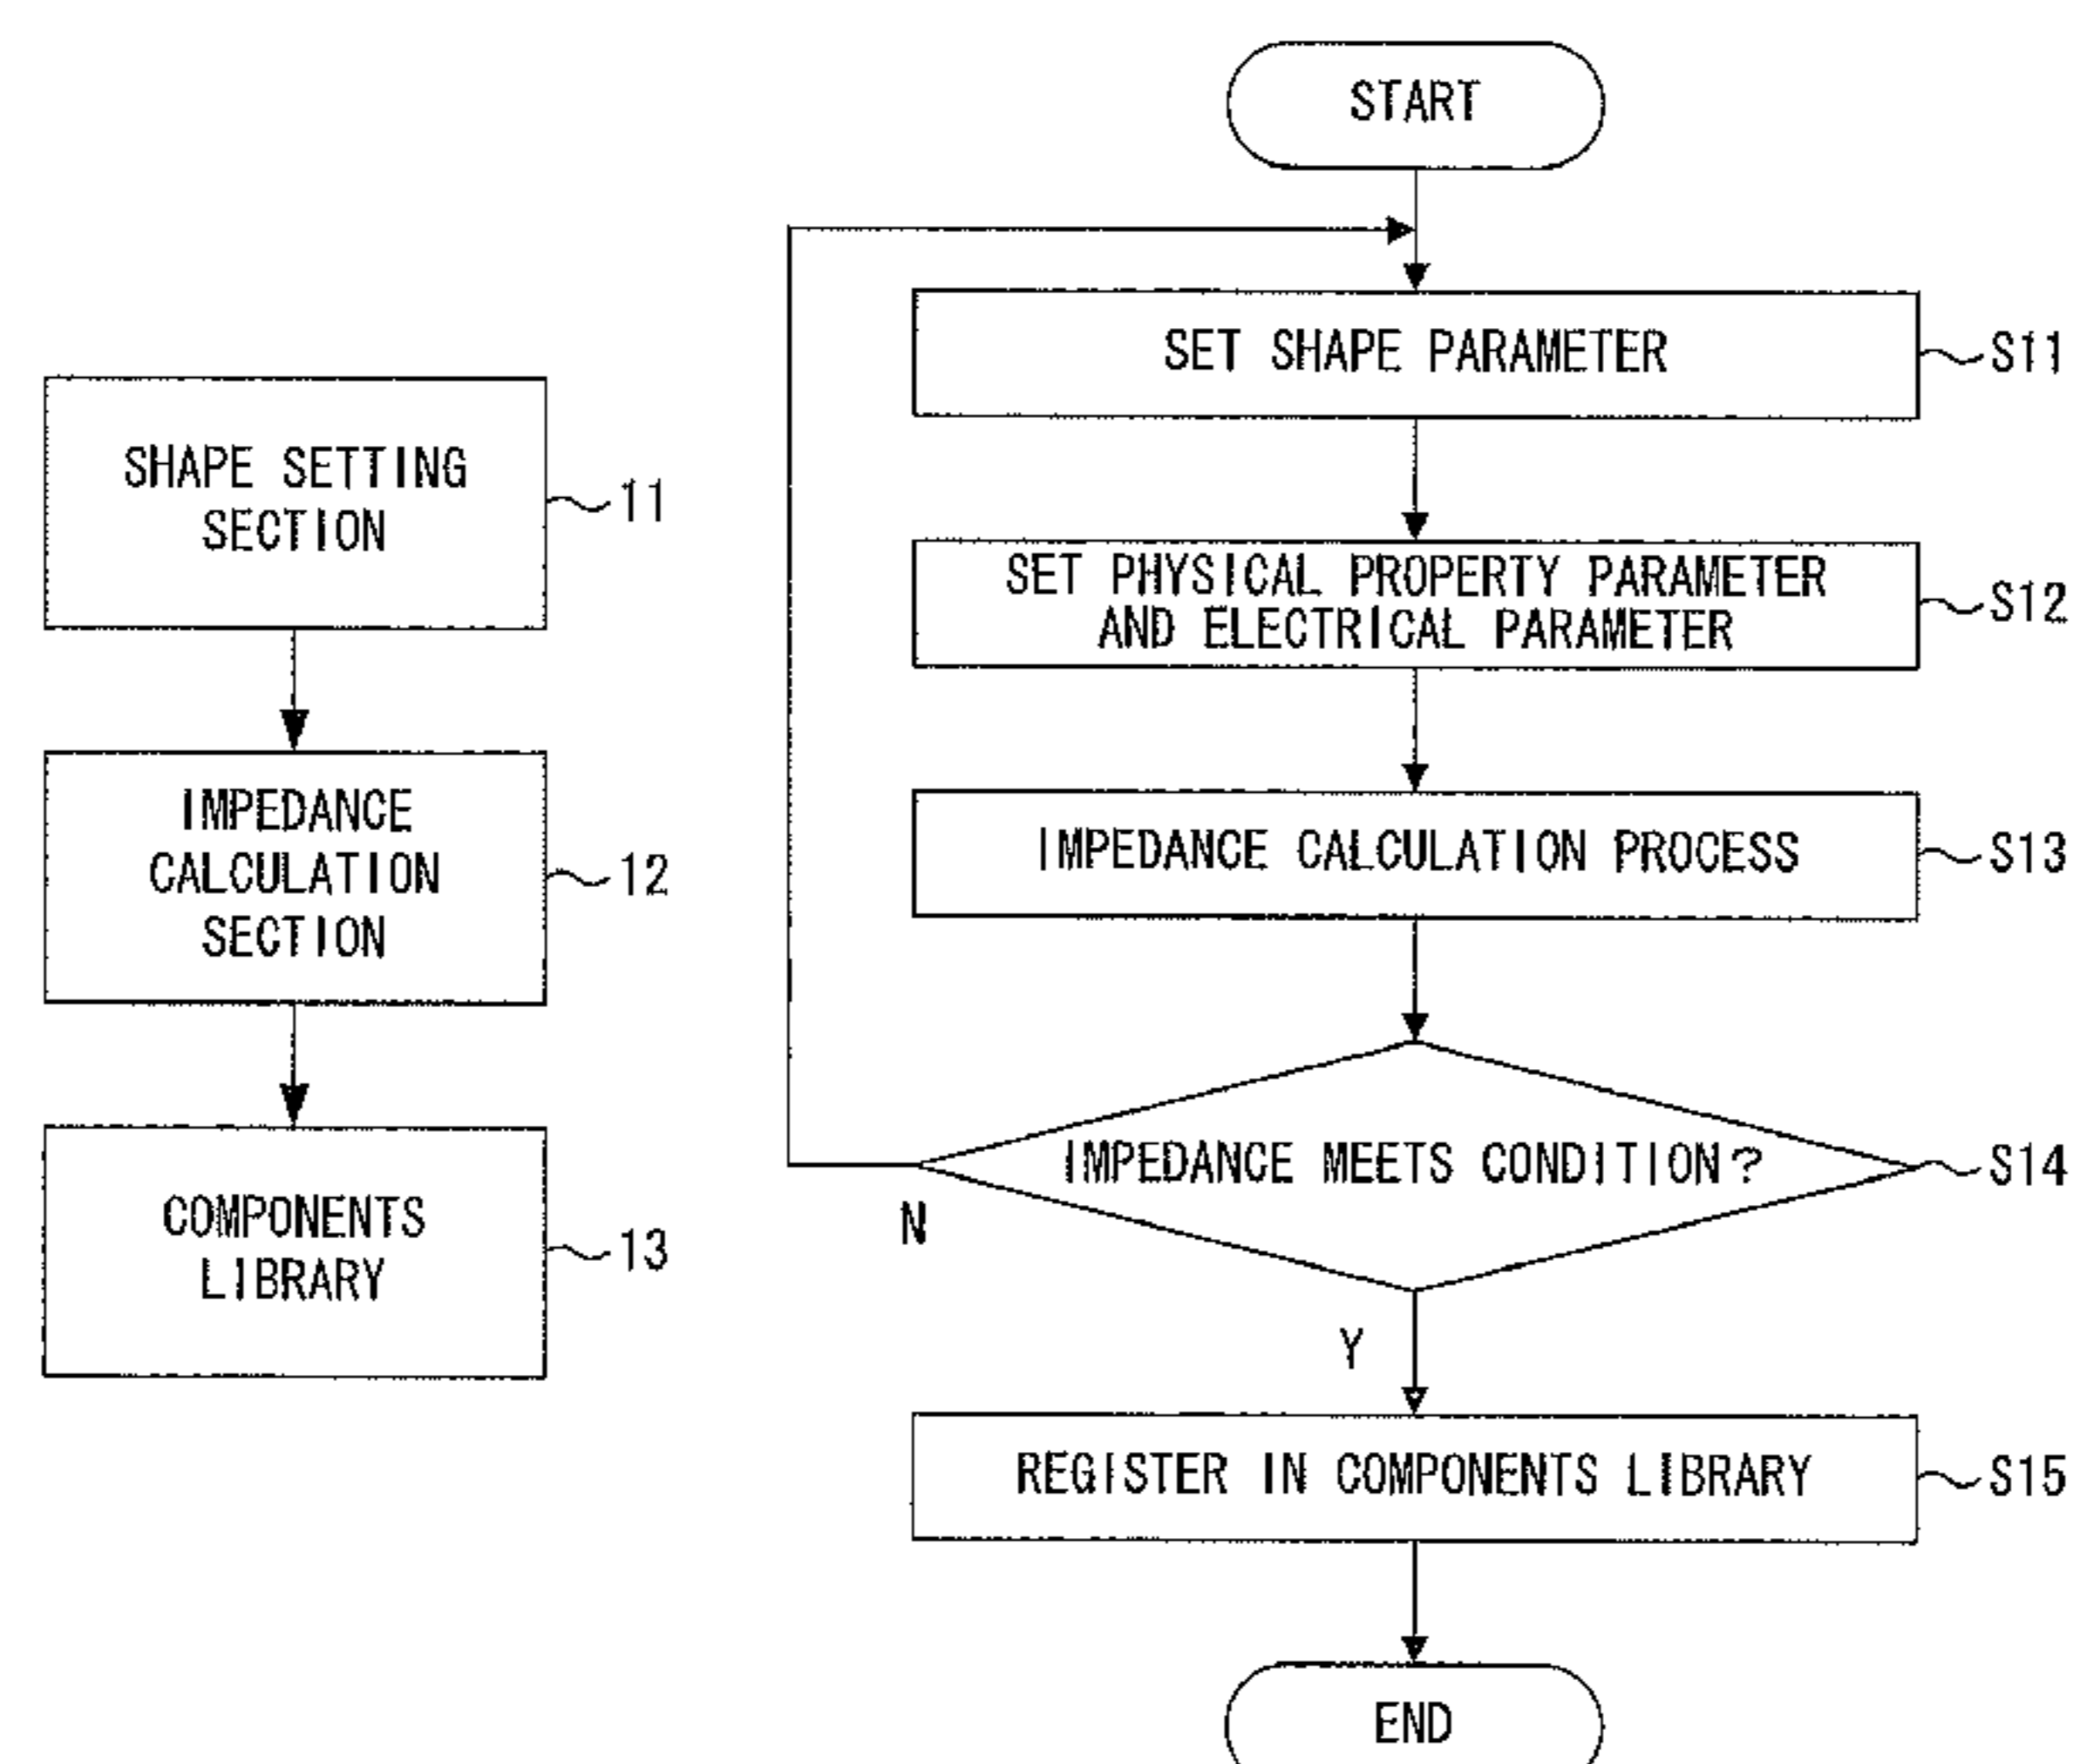 SHAPE SETTING
SECTION
11
IMPEDANCE
CALCULATION
SECTION
12
COMPONENTS
LIBRARY
13
START
SET SHAPE PARAMETER
S11
SET PHYSICAL PROPERTY PARAMETER
AND ELECTRICAL PARAMETER
S12
IMPEDANCE CALCULATION PROCESS
S13
IMPEDANCE MEETS CONDITION?
S14
N
Y
REGISTER IN COMPONENTS LIBRARY
S15
END